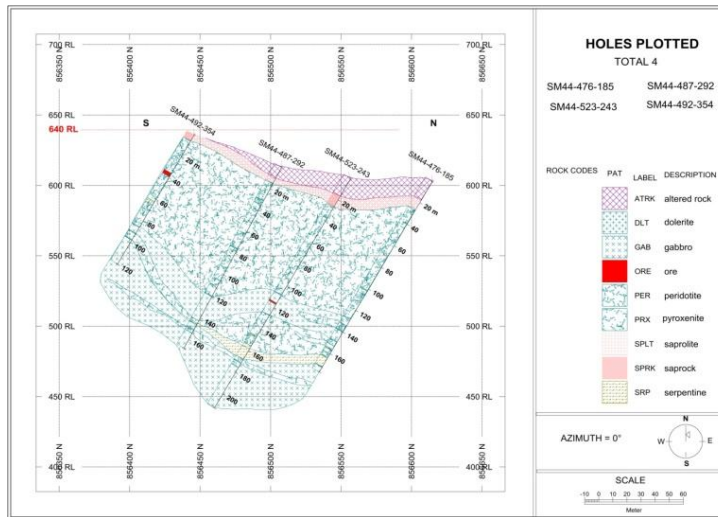 856350 N
856400 N
856450 N
856500 N
856550 N
856600 N
700 RL
700 RL
650 RL
650 RL
640 RL
S
N
SM44-492-354
SM44-487-292
SM44-523-243
SM44-476-185
600 RL
600 RL
550 RL
550 RL
500 RL
500 RL
450 RL
450 RL
400 RL
400 RL
20 m
40
60
80
100
120
20 m
40
60
80
100
120
140
160
20 m
40
60
80
100
120
140
160
180
200
20 m
40
60
80
100
120
140
160
856350 N
856400 N
856450 N
856500 N
856550 N
856600 N
HOLES PLOTTED
TOTAL 4
SM44-476-185 SM44-487-292
SM44-523-243 SM44-492-354
ROCK CODES PAT LABEL DESCRIPTION
ATRK altered rock
DLT dolerite
GAB gabbro
ORE ore
PER peridotite
PRX pyroxenite
SPLT saprolite
SPRK saprock
SRP serpentine
AZIMUTH = 0°
N
W E
S
SCALE
-10 0 10 20 30 40 50 60
Meter